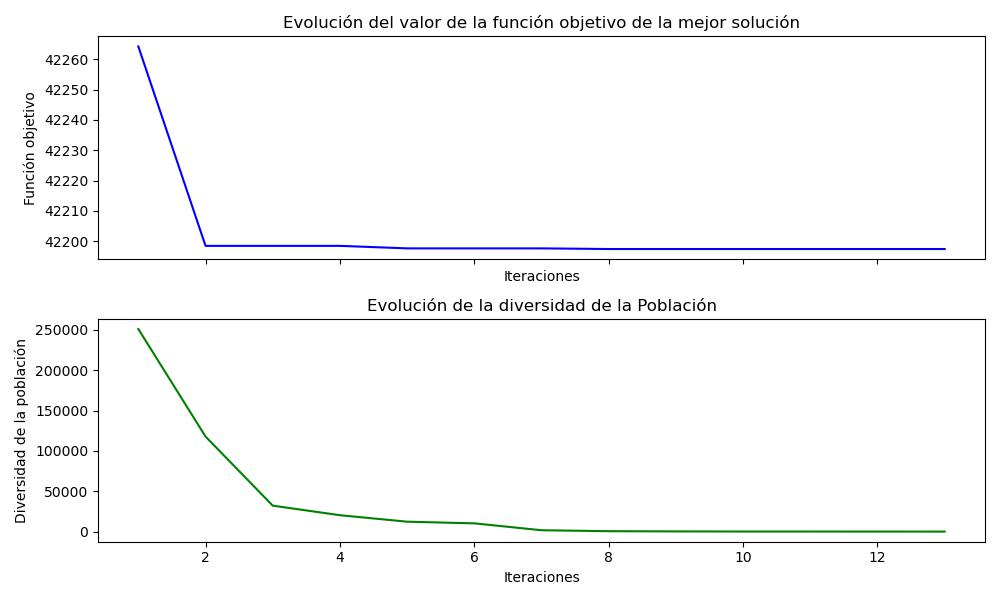 Evolución del valor de la función objetivo de la mejor solución
Función objetivo
42260
42250
42240
42230
42220
42210
42200
Iteraciones
Evolución de la diversidad de la Población
Diversidad de la población
250000
200000
150000
100000
50000
0
2 4 6 8 10 12
Iteraciones